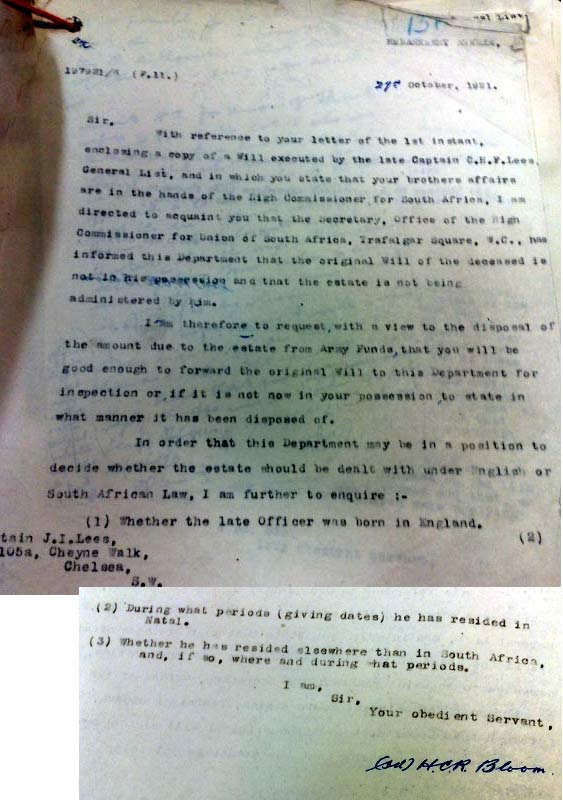 13A
EMBANKMENT ANNEXE.
197921/4 (F.11.)
29th October, 1921.
Sir,
With reference to your letter of the 1st instant,
enclosing a copy of a Will executed by the late Captain C.H.F.Lees,
General List, and in which you state that your brothers affairs
are in the hands of the High Commissioner for South Africa, I am
directed to acquaint you that the Secretary, Office of the High
Commissioner for Union of South Africa, Trafalgar Square, W.C., has
informed this Department that the original Will of the deceased is
not in his possession and that the estate is not being
administered by him.
I am therefore to request, with a view to the disposal of
the amount due to the estate from Army Funds, that you will be
good enough to forward the original Will to this Department for
inspection or, if it is not now in your possession to state in
what manner it has been disposed of.
In order that this Department may be in a position to
decide whether the estate should be dealt with under English or
South African Law, I am further to enquire :-
(1) Whether the late Officer was born in England.
(2)
tain J.I.Lees,
105a, Cheyne Walk,
Chelsea,
S.W.
(2) During what periods (giving dates) he has resided in
Natal.
(3) Whether he has resided elsewhere than in South Africa,
and, if so, where and during what periods.
I am,
Sir,
Your obedient Servant,
(Sd) H.C.R. Bloom.